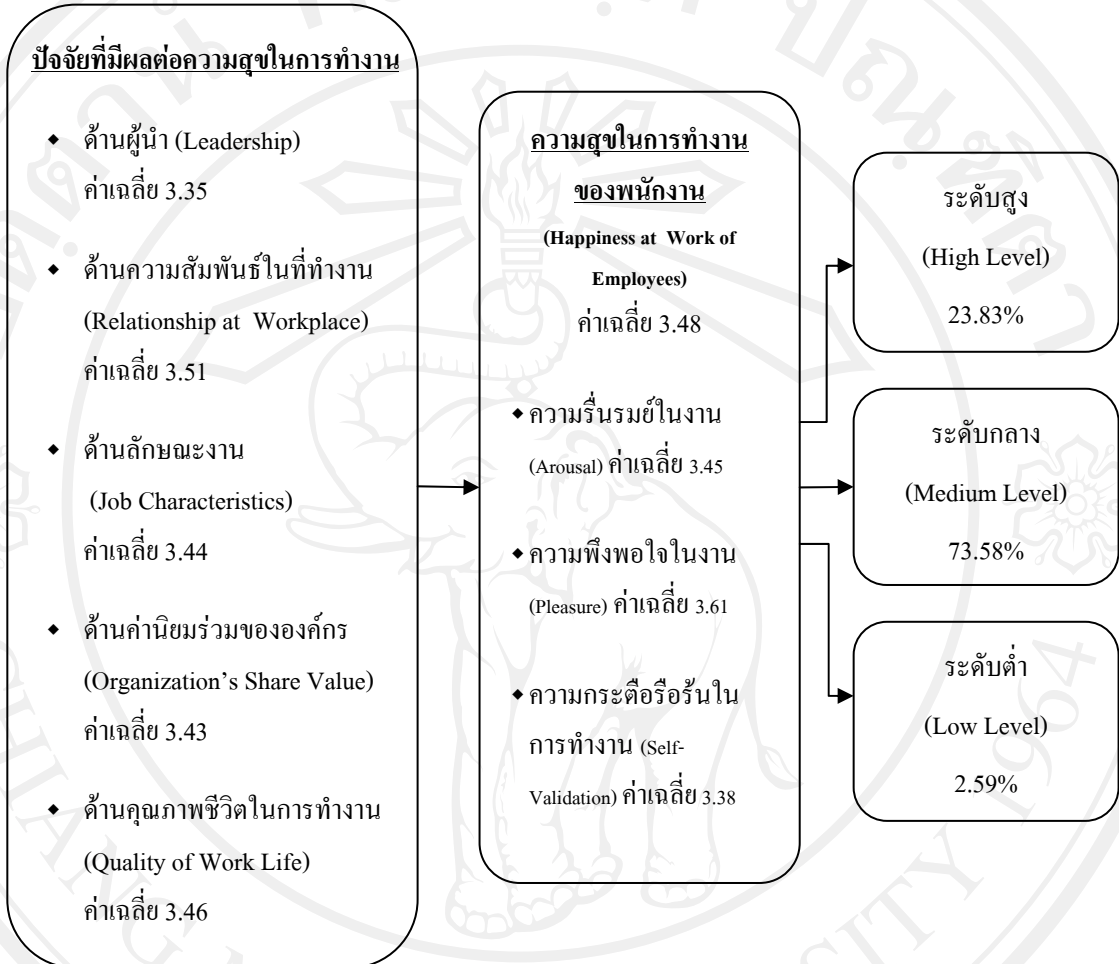 ปัจจัยที่มีผลต่อความสุขในการทำงาน
◆ ด้านผู้นำ (Leadership)
ค่าเฉลี่ย 3.35
◆ ด้านความสัมพันธ์ในที่ทำงาน
(Relationship at Workplace)
ค่าเฉลี่ย 3.51
◆ ด้านลักษณะงาน
(Job Characteristics)
ค่าเฉลี่ย 3.44
◆ ด้านค่านิยมร่วมขององค์กร
(Organization's Share Value)
ค่าเฉลี่ย 3.43
◆ ด้านคุณภาพชีวิตในการทำงาน
(Quality of Work Life)
ค่าเฉลี่ย 3.46
ความสุขในการทำงาน
ของพนักงาน
(Happiness at Work of
Employees)
ค่าเฉลี่ย 3.48
◆ ความรื่นรมย์ในงาน
(Arousal) ค่าเฉลี่ย 3.45
◆ ความพึงพอใจในงาน
(Pleasure) ค่าเฉลี่ย 3.61
◆ ความกระตือรือร้นใน
การทำงาน (Self-
Validation) ค่าเฉลี่ย 3.38
ระดับสูง
(High Level)
23.83%
ระดับกลาง
(Medium Level)
73.58%
ระดับต่ำ
(Low Level)
2.59%